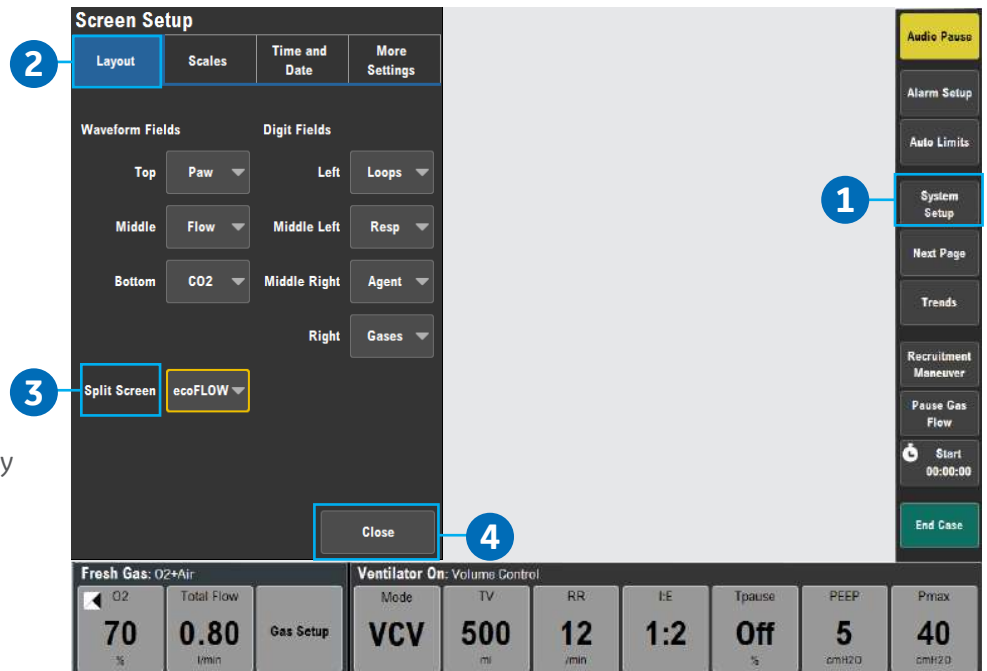 Screen Setup
2
Layout
Scales
Time and
Date
More
Settings
Waveform Fields
Digit Fields
Top
Paw
Left
Loops
Middle
Flow
Middle Left
Resp
Bottom
CO2
Middle Right
Agent
Right
Gases
3
Split Screen
ecoFLOW
y
Close
4
Audio Pause
Alarm Setup
Auto Limits
1
System
Setup
Next Page
Trends
Recruitment
Maneuver
Pause Gas
Flow
Start
00:00:00
End Case
Fresh Gas: O2+Air
O2
70
%
Total Flow
0.80
l/min
Gas Setup
Ventilator On: Volume Control
Mode
VCV
TV
500
ml
RR
12
/min
I:E
1:2
Tpause
Off
%
PEEP
5
cmH2O
Pmax
40
cmH2O